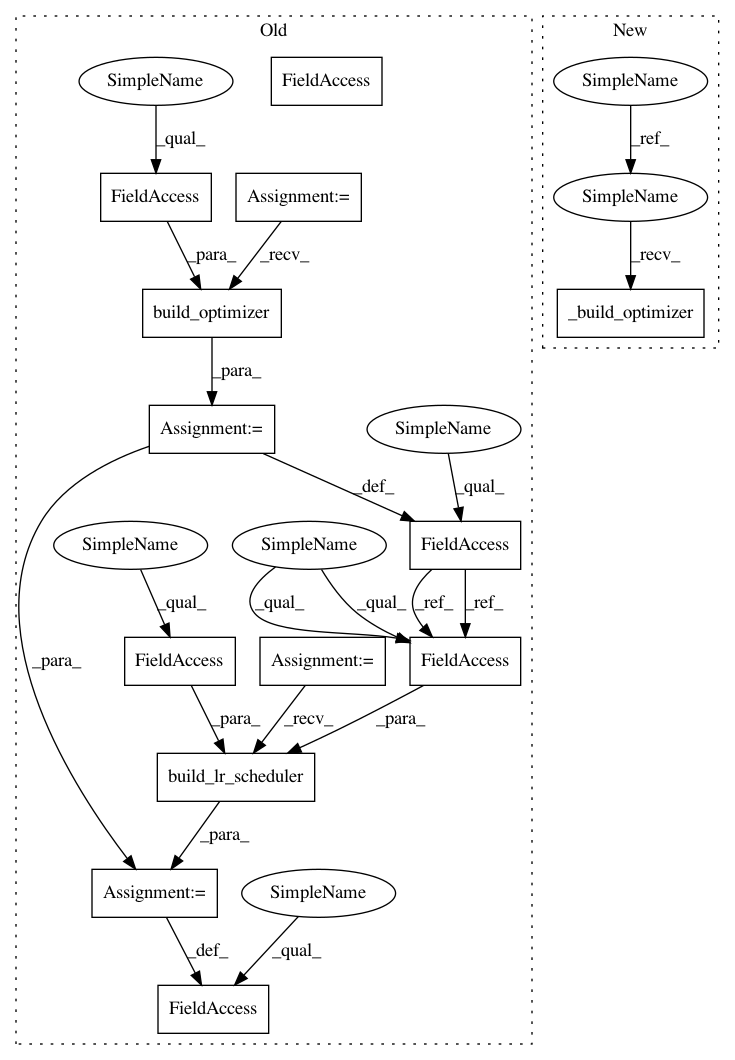 Old
New
SimpleName
FieldAccess
SimpleName
_qual_
_ref_
FieldAccess
Assignment:=
SimpleName
_para_
_recv_
_recv_
build_optimizer
_build_optimizer
_para_
Assignment:=
SimpleName
_def_
_qual_
SimpleName
SimpleName
FieldAccess
_qual_
_qual_
_qual_
_ref_
_ref_
_para_
FieldAccess
Assignment:=
FieldAccess
_para_
_recv_
_para_
build_lr_scheduler
_para_
Assignment:=
SimpleName
_def_
_qual_
FieldAccess